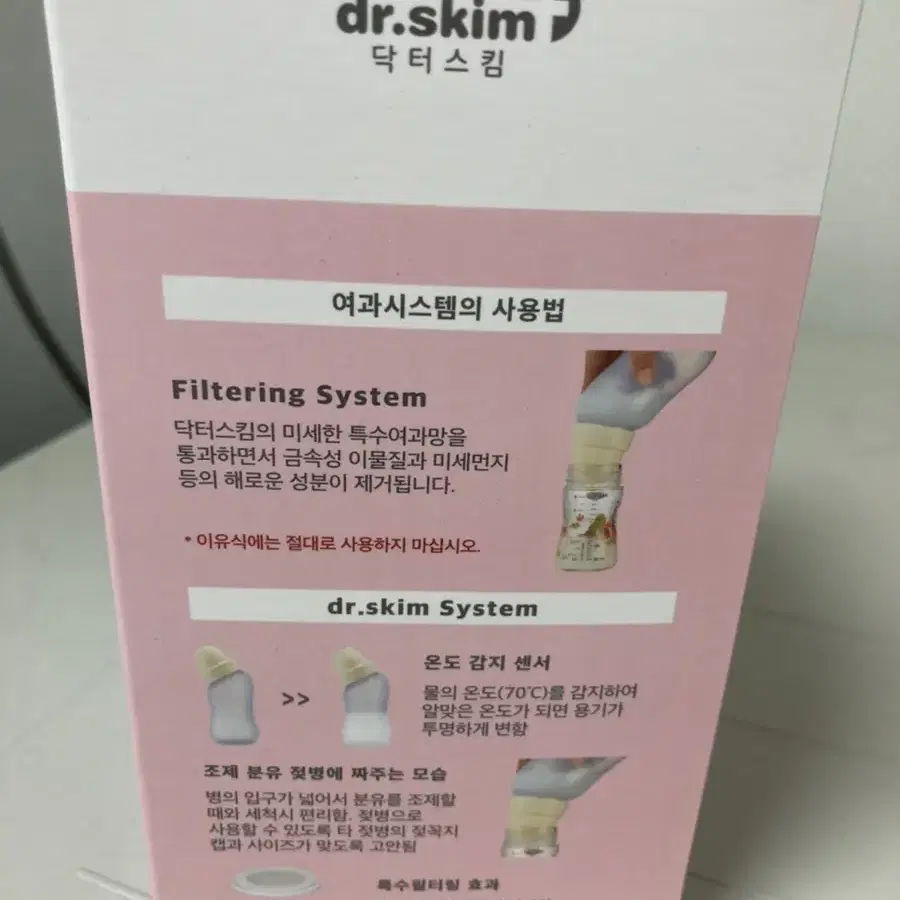 dr.skim
닥터스킴
여과시스템의 사용법
Filtering System
닥터스킴의 미세한 특수여과망을
통과하면서 금속성 이물질과 미세먼지
등의 해로운 성분이 제거됩니다.
* 이유식에는 절대로 사용하지 마십시오.
dr.skim System
>>
온도 감지 센서
물의 온도(70℃)를 감지하여
알맞은 온도가 되면 용기가
투명하게 변함
조제 분유 젖병에 짜주는 모습
병의 입구가 넓어서 분유를 조제할
때와 세척시 편리함. 젖병으로
사용할 수 있도록 타 젖병의 젖꼭지
캡과 사이즈가 맞도록 고안됨
특수필터링 효과